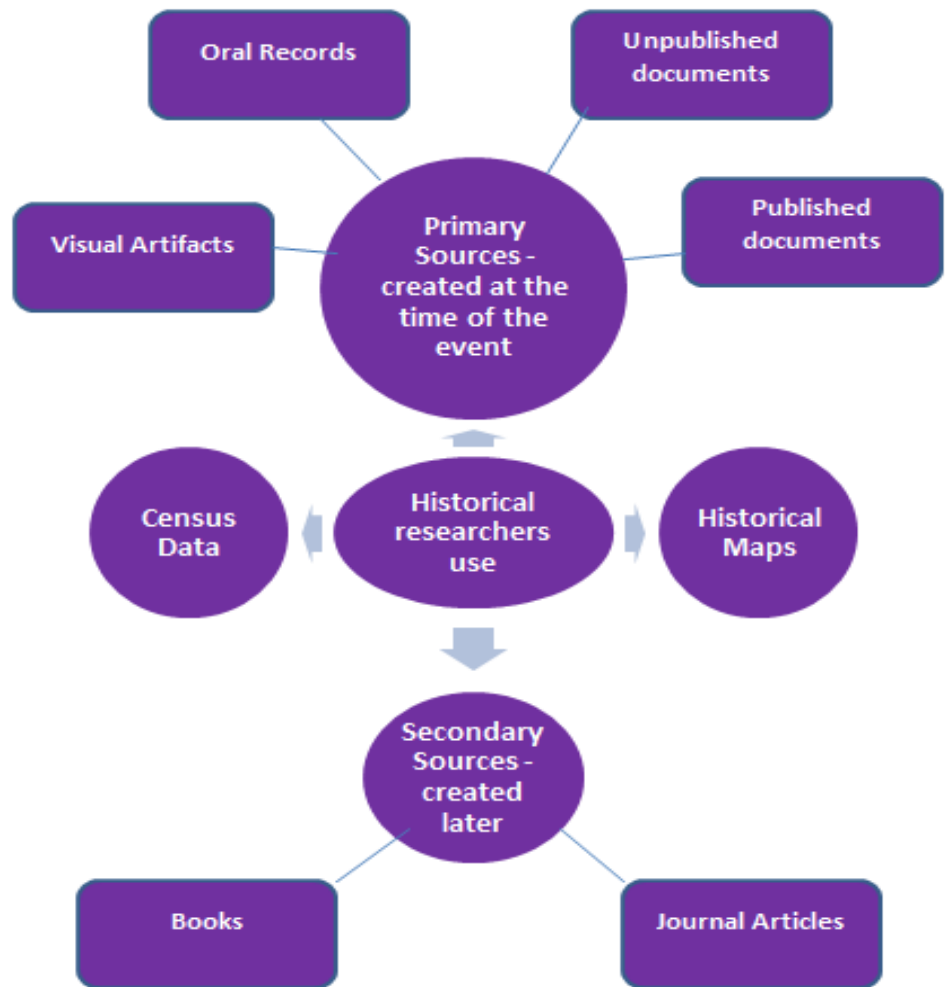 Oral Records
Unpublished
documents
Visual Artifacts
Primary
Sources -
created at the
time of the
event
Published
documents
Census
Data
Historical
researchers
use
Historical
Maps
Secondary
Sources -
created
later
Books
Journal Articles